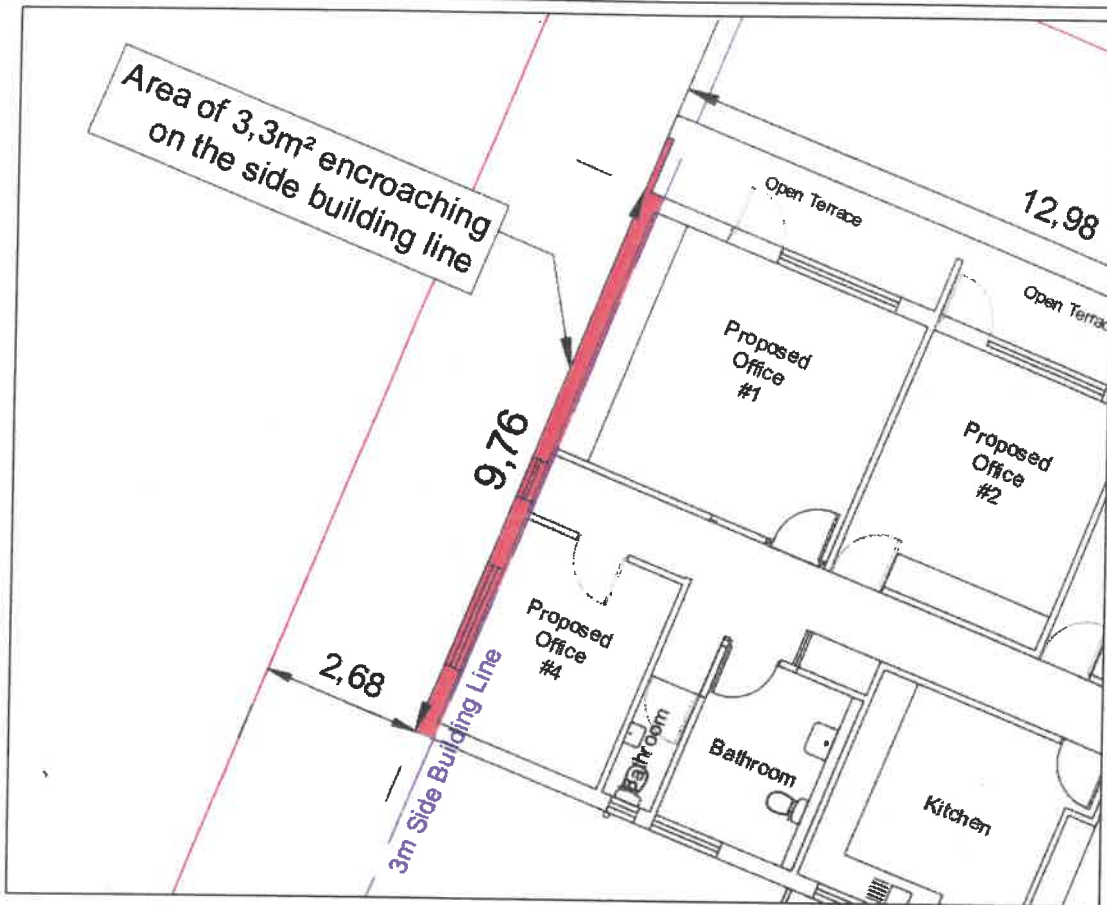 Area of 3,3m² encroaching
on the side building line
12,98
Open Terrace
Open Terrac
Proposed
Office
#1
Proposed
Office
#2
9,76
Proposed
Office
#4
2,68
3m Side Building Line
Bathroom
Bathroom
Kitchen